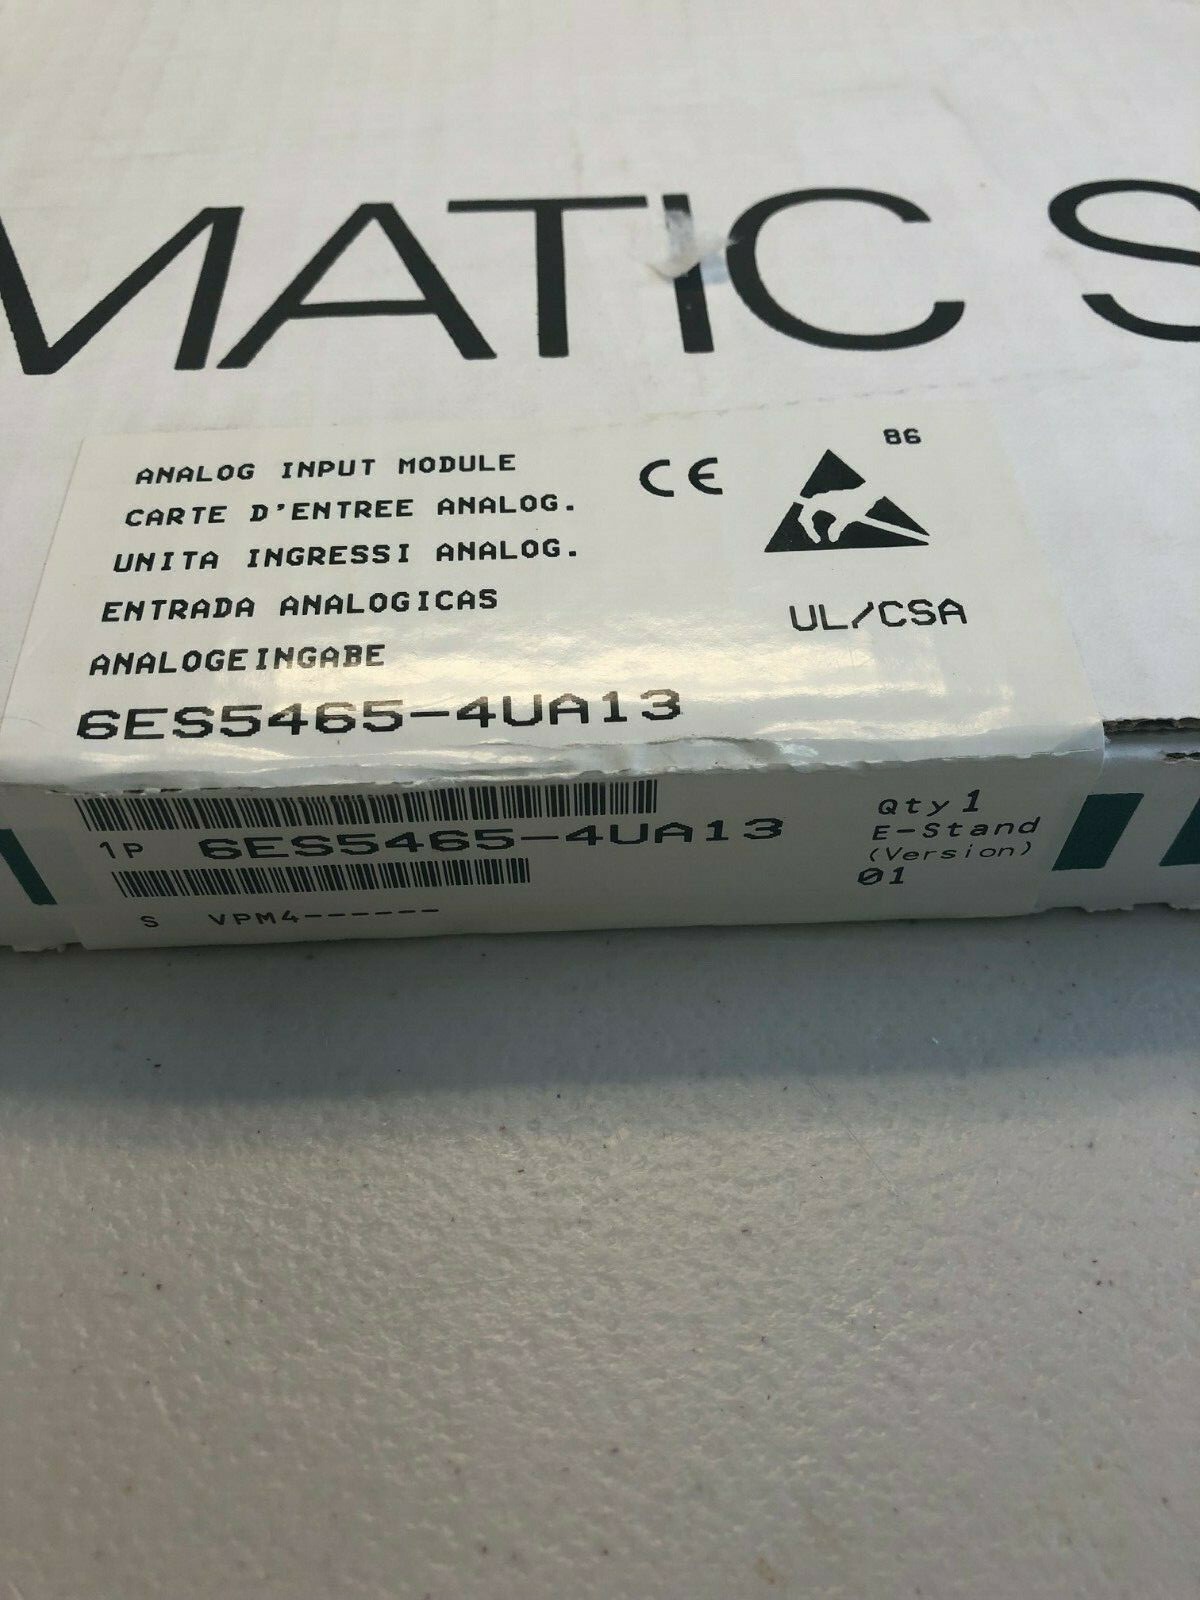 MATIC S
86
ANALOG INPUT MODULE
CE
CARTE D'ENTREE ANALOG.
UNITA INGRESSI ANALOG.
ENTRADA ANALOGICAS
UL/CSA
ANALOGEINGABE
6ES5465-4UA13
Qty 1
1P 6ES5465-4UA13
E-Stand
(Version)
01
S VPM4------